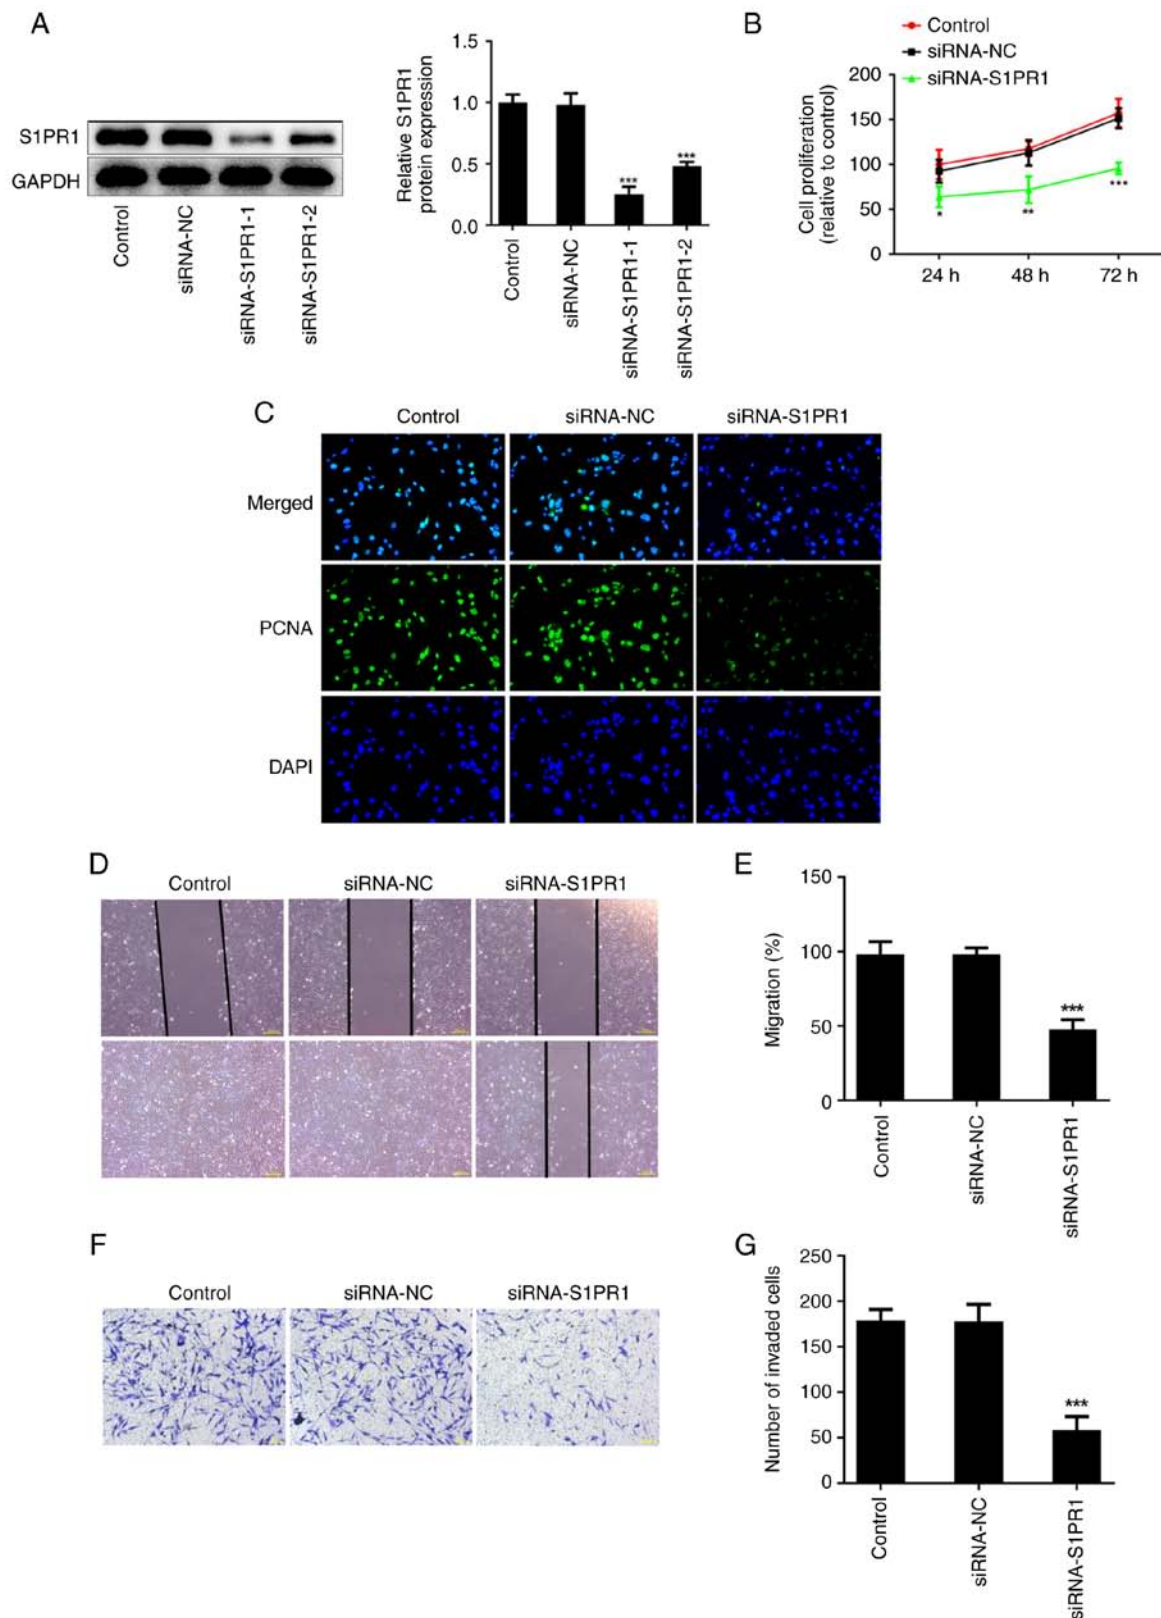 A
S1PR1
GAPDH
Control
siRNA-NC
siRNA-S1PR1-1
siRNA-S1PR1-2
Relative S1PR1
protein expression
1.5
1.0
0.5
0.0
***
***
Control
siRNA-NC
siRNA-S1PR1-1
siRNA-S1PR1-2
B
Control
siRNA-NC
siRNA-S1PR1
Cell proliferation
(relative to control)
200
150
100
50
0
*
**
***
24 h 48 h 72 h
C
Control siRNA-NC siRNA-S1PR1
Merged
PCNA
DAPI
D
Control siRNA-NC siRNA-S1PR1
E
Migration (%)
150
100
50
0
***
Control
siRNA-NC
siRNA-S1PR1
F
Control siRNA-NC siRNA-S1PR1
G
Number of invaded cells
250
200
150
100
50
0
***
Control
siRNA-NC
siRNA-S1PR1